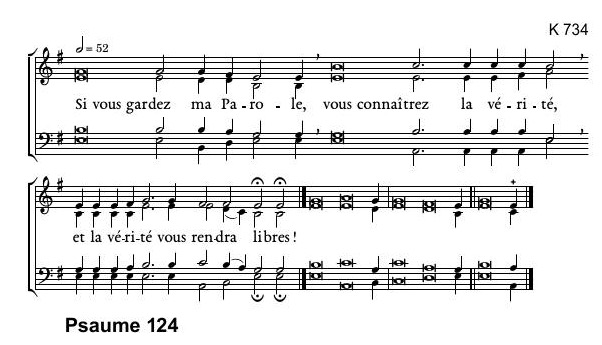 K 734
𝅗𝅥 = 52
Si vous gardez ma Pa - ro - le, vous connaîtrez la vé - ri - té,
et la vé-ri-té vous ren-dra libres !
Psaume 124